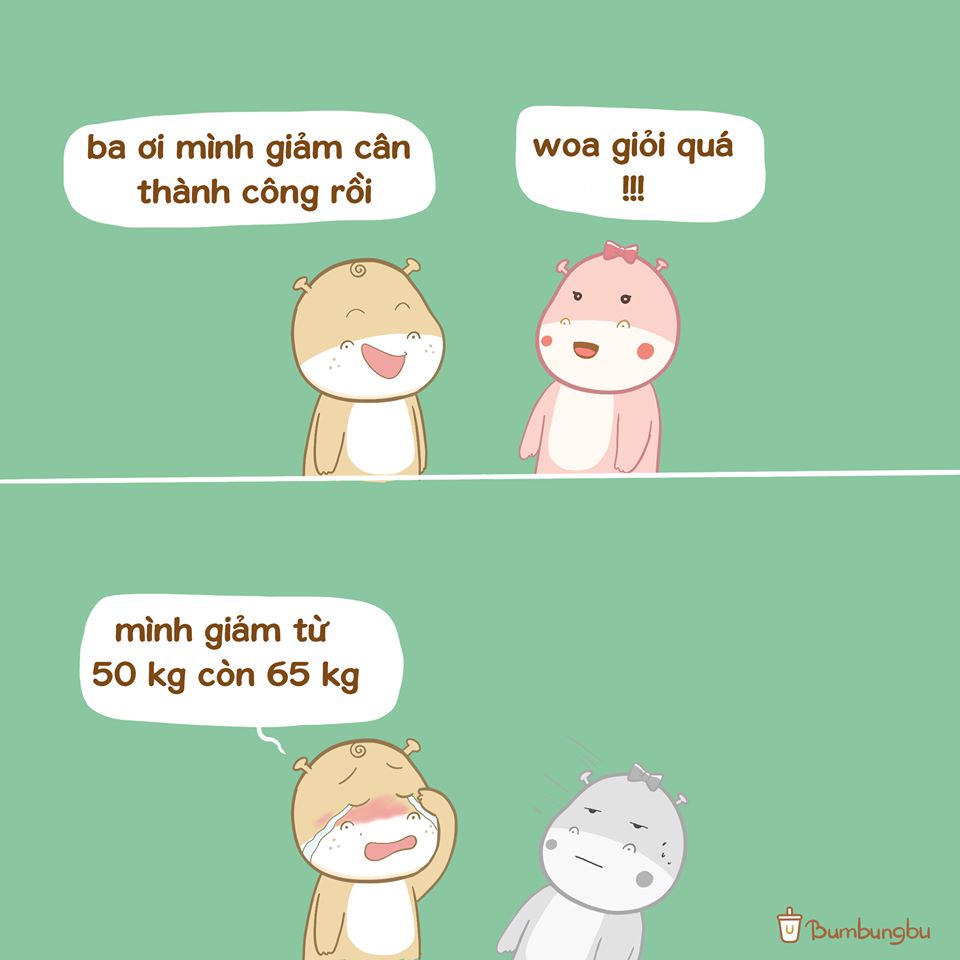 ba ơi mình giảm cân
thành công rồi
woa giỏi quá
!!!
mình giảm từ
50 kg còn 65 kg
U Bumbungbu